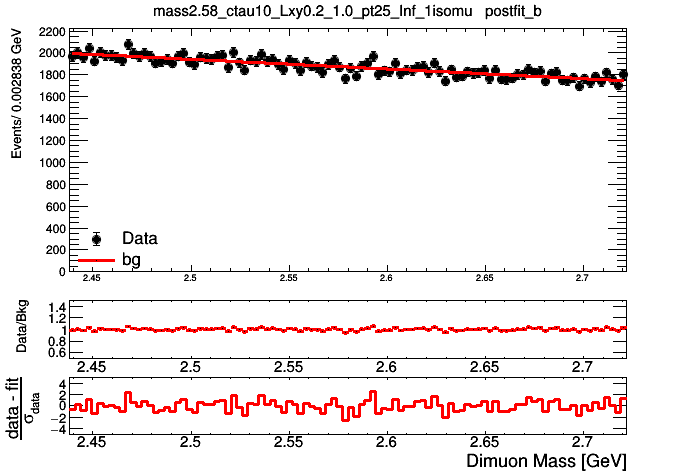 mass2.58_ctau10_Lxy0.2_1.0_pt25_Inf_1isomu postfit_b
Events/ 0.002838 GeV
2200
2000
1800
1600
1400
1200
1000
800
600
400
200
0
Data
bg
2.45 2.5 2.55 2.6 2.65 2.7
Data/Bkg
1.4
1.2
1
0.8
0.6
2.45 2.5 2.55 2.6 2.65 2.7
data - fit
σdata
4
2
0
−2
−4
2.45 2.5 2.55 2.6 2.65 2.7
Dimuon Mass [GeV]